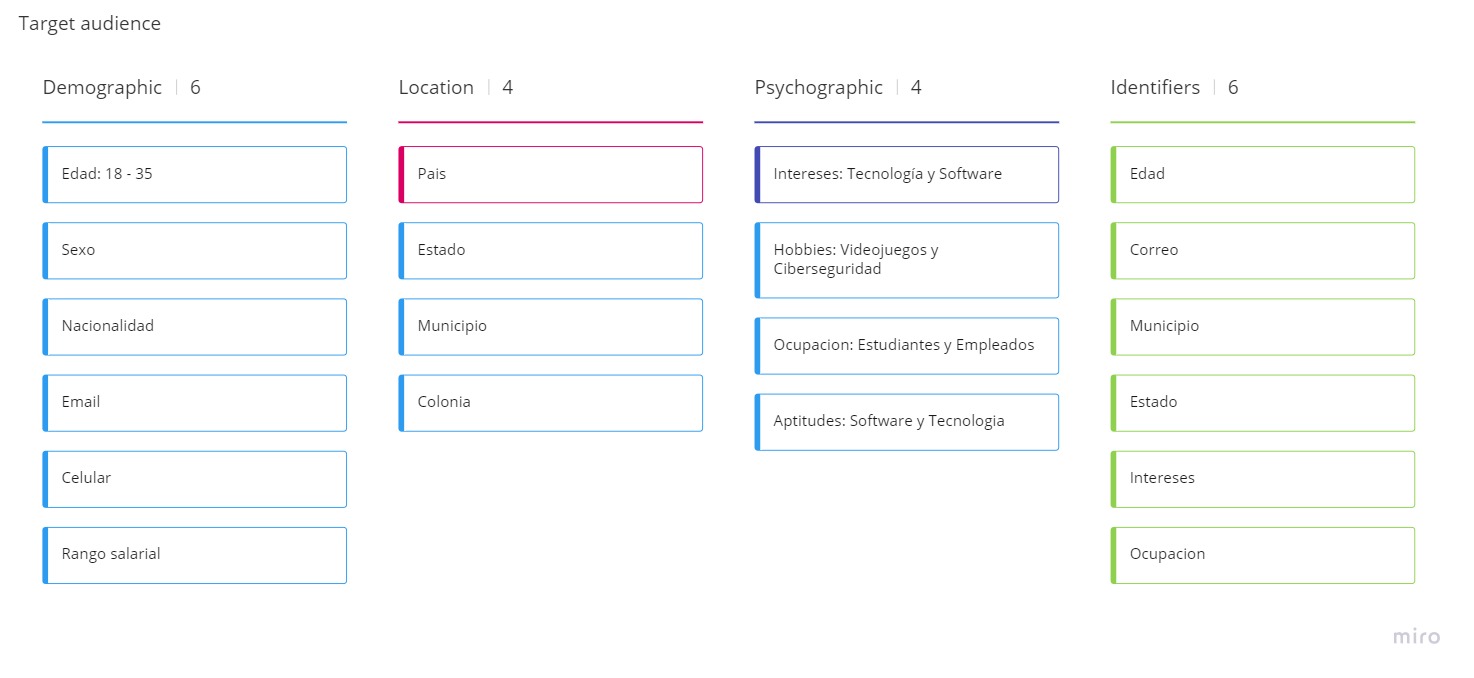 Target audience
Demographic | 6
Edad: 18 - 35
Sexo
Nacionalidad
Email
Celular
Rango salarial
Location | 4
Pais
Estado
Municipio
Colonia
Psychographic | 4
Intereses: Tecnología y Software
Hobbies: Videojuegos y
Ciberseguridad
Ocupacion: Estudiantes y Empleados
Aptitudes: Software y Tecnologia
Identifiers | 6
Edad
Correo
Municipio
Estado
Intereses
Ocupacion
miro